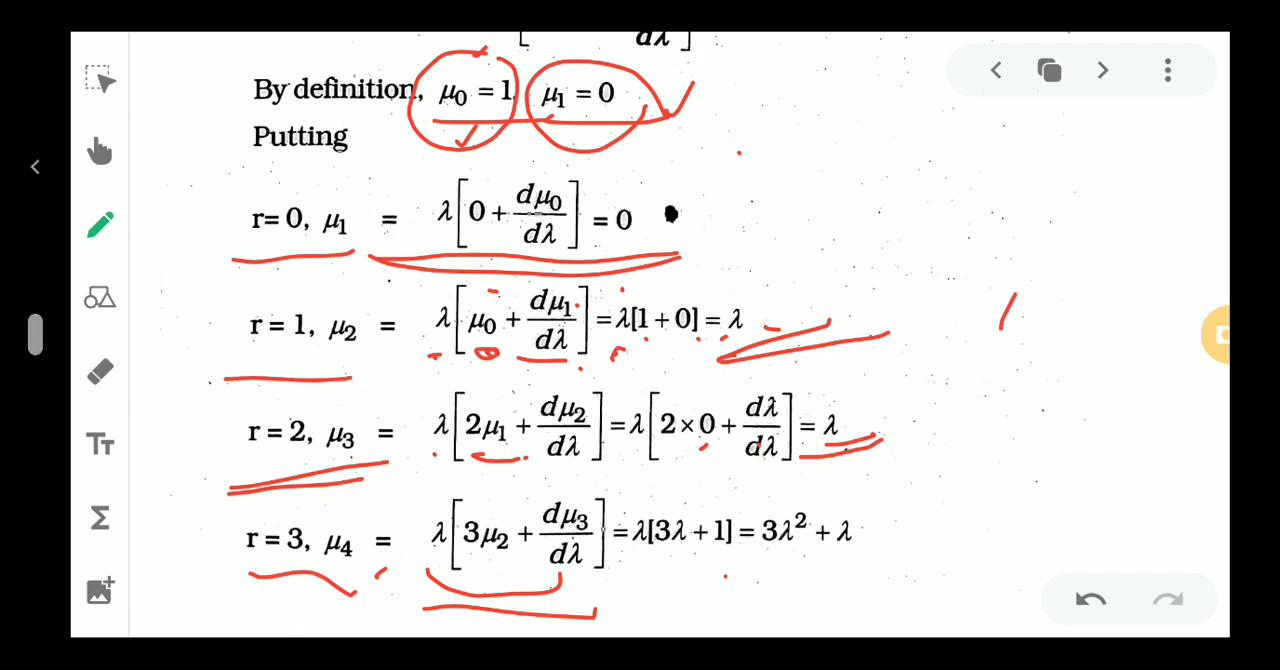 dλ ]
By definition, μ₀ = 1, μ₁ = 0
Putting
r= 0, μ₁ = λ[0 + dμ₀/dλ] = 0
r = 1, μ₂ = λ[μ₀ + dμ₁/dλ] = λ[1 + 0] = λ
r = 2, μ₃ = λ[2μ₁ + dμ₂/dλ] = λ[2 × 0 + dλ/dλ] = λ
r = 3, μ₄ = λ[3μ₂ + dμ₃/dλ] = λ[3λ + 1] = 3λ² + λ